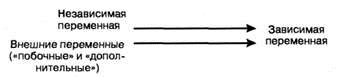 Независимая
переменная
Зависимая
переменная
Внешние переменные
(«побочные» и «допол-
нительные»)